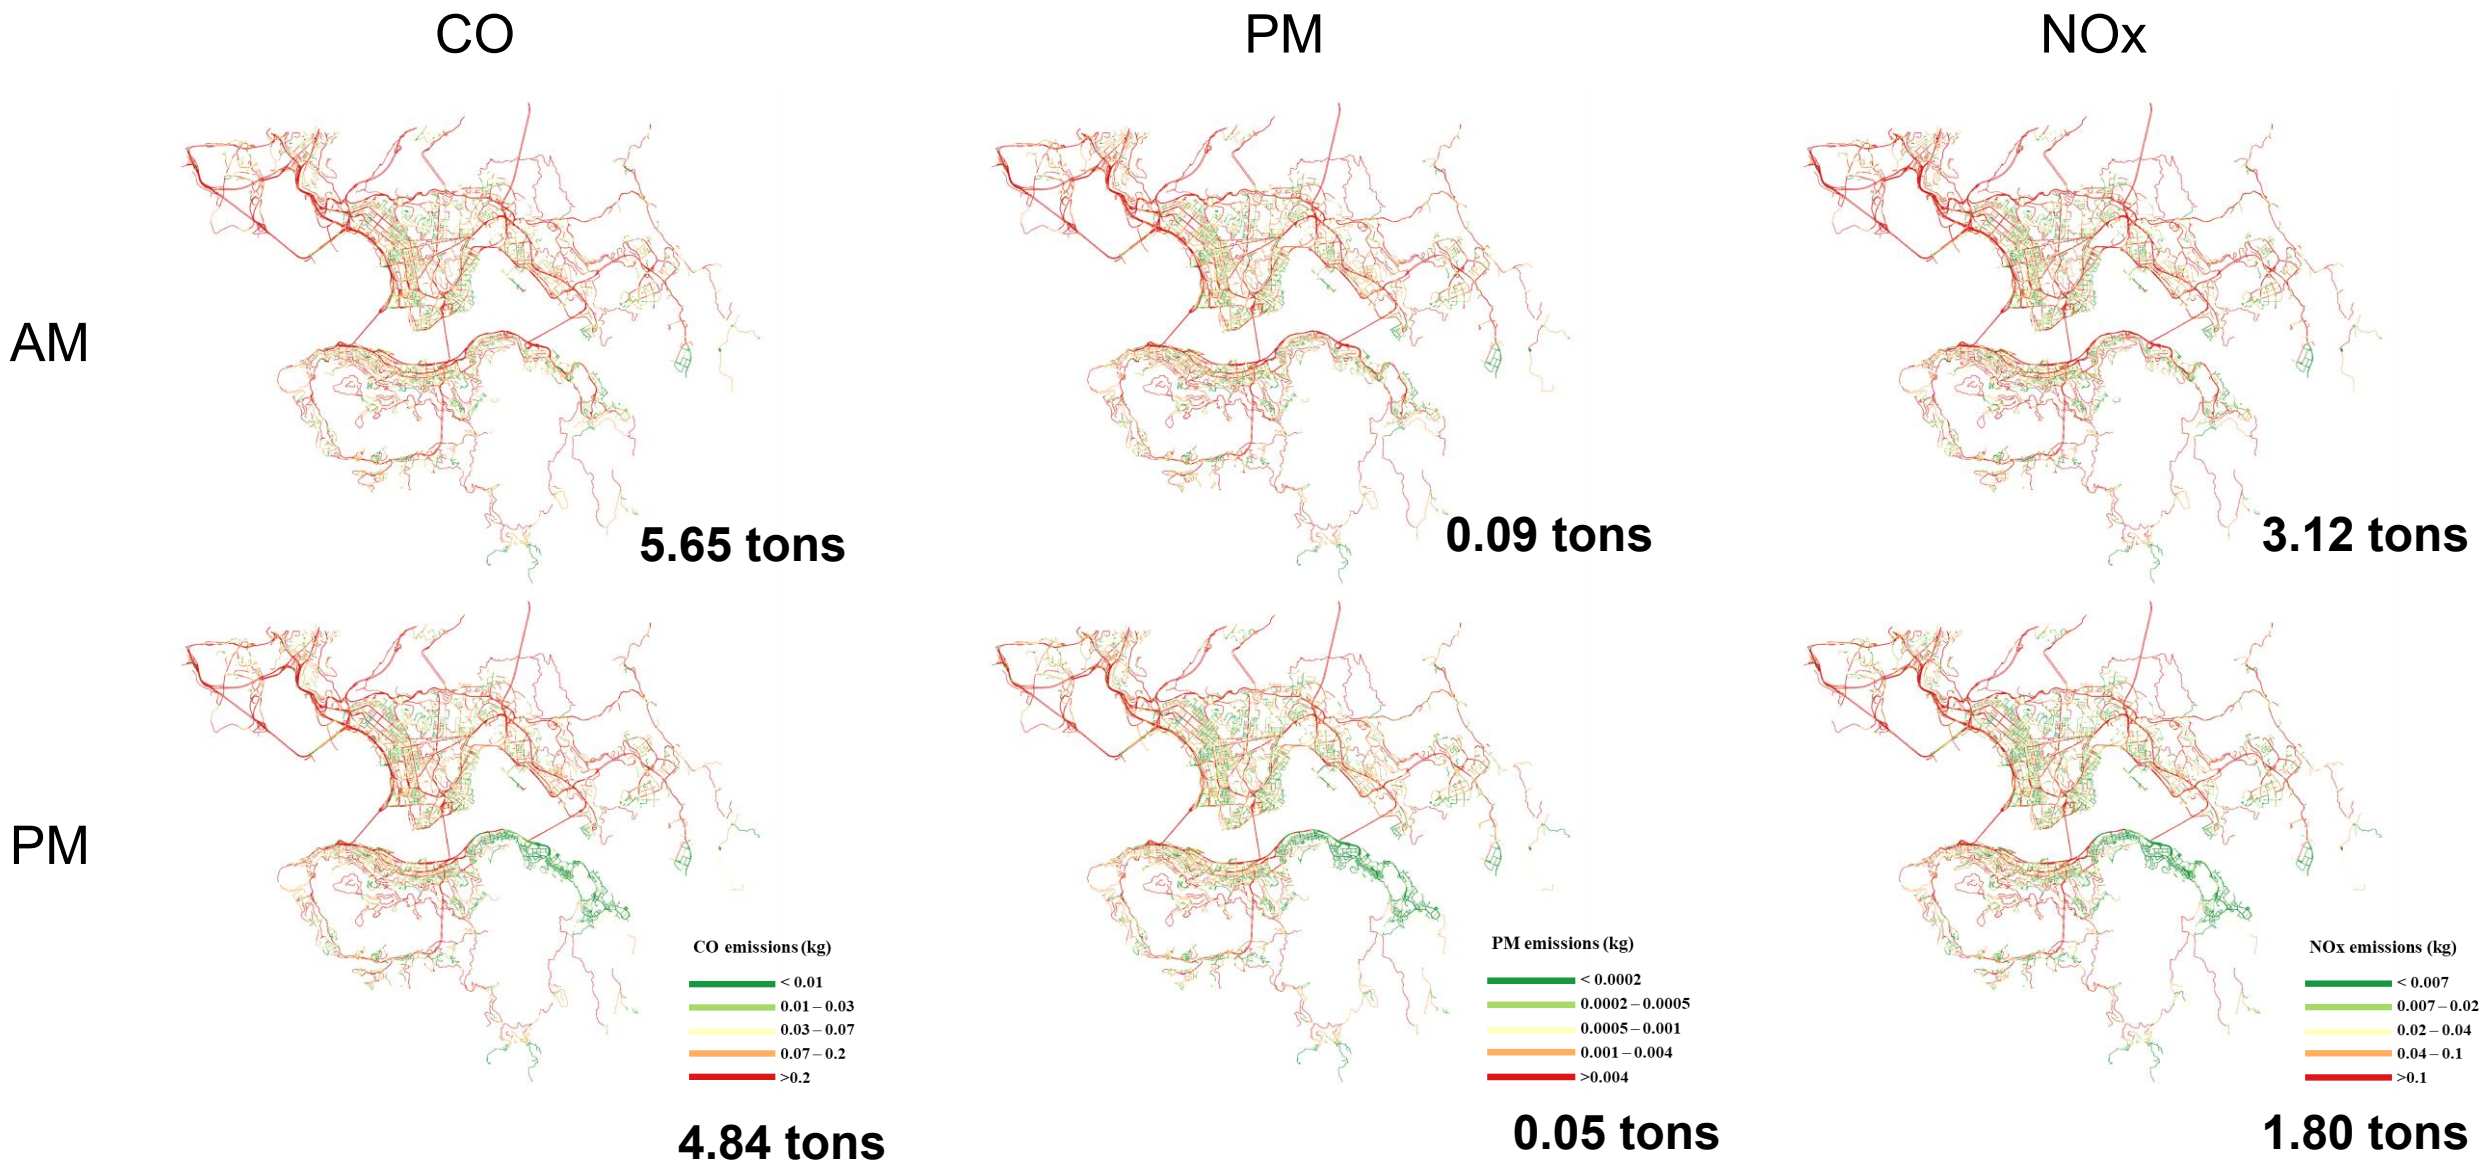 CO
PM
NOx
AM
5.65 tons
0.09 tons
3.12 tons
PM
CO emissions (kg)
< 0.01
0.01 – 0.03
0.03 – 0.07
0.07 – 0.2
>0.2
4.84 tons
PM emissions (kg)
< 0.0002
0.0002 – 0.0005
0.0005 – 0.001
0.001 – 0.004
>0.004
0.05 tons
NOx emissions (kg)
< 0.007
0.007 – 0.02
0.02 – 0.04
0.04 – 0.1
>0.1
1.80 tons